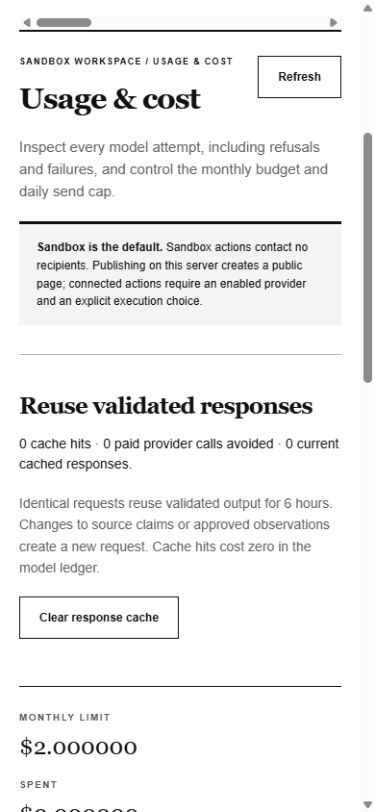 SANDBOX WORKSPACE / USAGE & COST
Refresh
Usage & cost
Inspect every model attempt, including refusals
and failures, and control the monthly budget and
daily send cap.
Sandbox is the default. Sandbox actions contact no
recipients. Publishing on this server creates a public
page; connected actions require an enabled provider
and an explicit execution choice.
Reuse validated responses
0 cache hits · 0 paid provider calls avoided · 0 current
cached responses.
Identical requests reuse validated output for 6 hours.
Changes to source claims or approved observations
create a new request. Cache hits cost zero in the
model ledger.
Clear response cache
MONTHLY LIMIT
$2.000000
SPENT